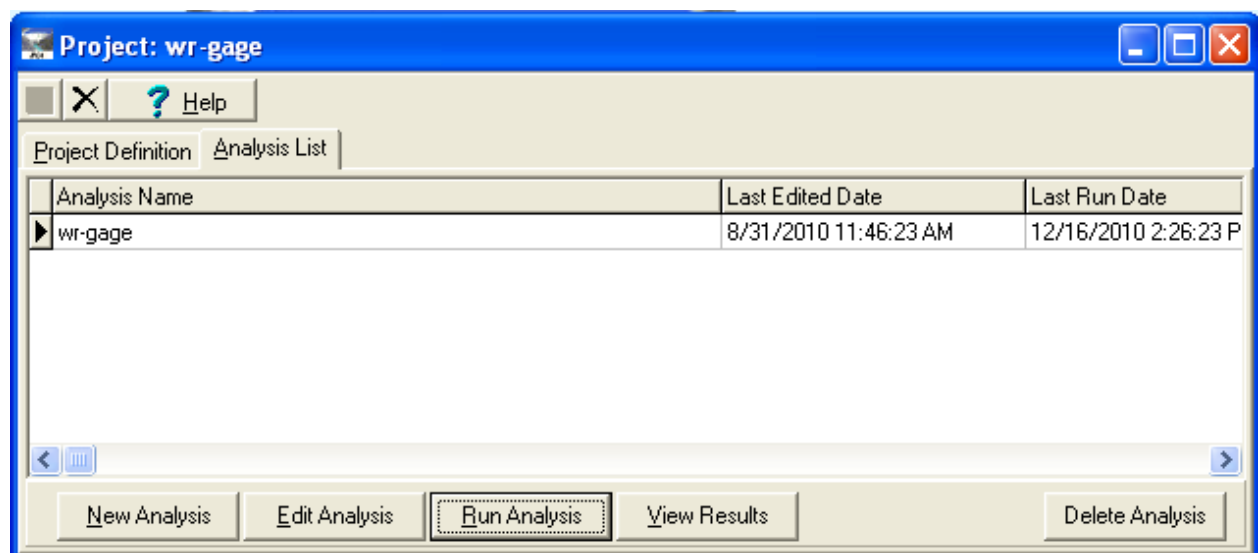 Project: wr-gage
Help
Project Definition Analysis List
Analysis Name Last Edited Date Last Run Date
wr-gage 8/31/2010 11:46:23 AM 12/16/2010 2:26:23 P
New Analysis Edit Analysis Run Analysis View Results Delete Analysis